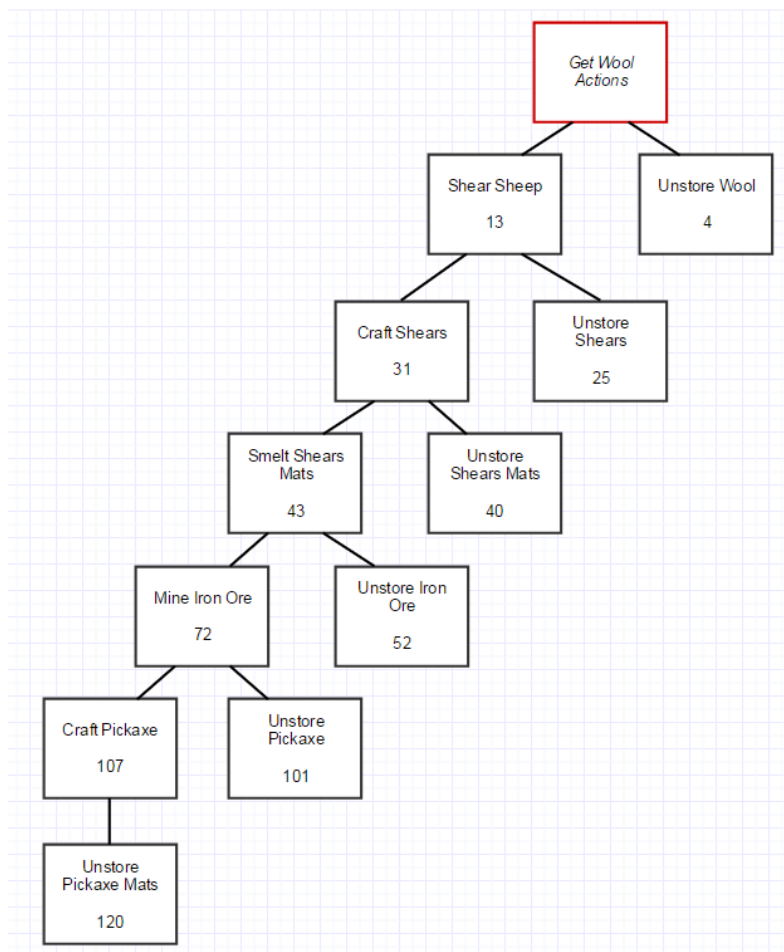 Get Wool
Actions
Shear Sheep
13
Unstore Wool
4
Craft Shears
31
Unstore
Shears
25
Smelt Shears
Mats
43
Unstore
Shears Mats
40
Mine Iron Ore
72
Unstore Iron
Ore
52
Craft Pickaxe
107
Unstore
Pickaxe
101
Unstore
Pickaxe Mats
120